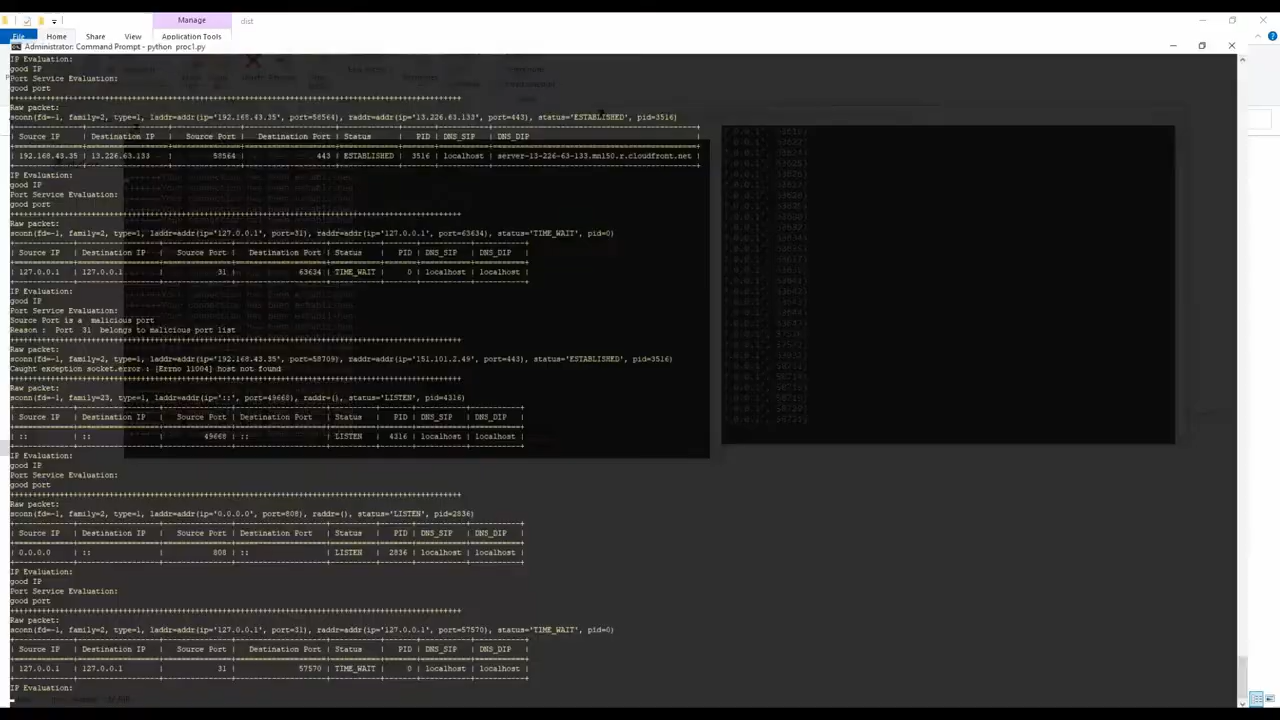 Manage
dist
File
Home
Share
View
Application Tools
Administrator: Command Prompt - python proc1.py
IP Evaluation:
good IP
Port Service Evaluation:
good port
Raw packet:
sconn(fd=-1, family=2, type=1, laddr=addr(ip='192.168.43.35', port=58564), raddr=addr(ip='13.226.63.133', port=443), status='ESTABLISHED', pid=3516)
| Source IP | Destination IP | Source Port | Destination Port | Status | PID | DNS_SIP | DNS_DIP
| 192.168.43.35 | 13.226.63.133 | 58564 | 443 | ESTABLISHED | 3516 | localhost | server-13-226-63-133.mnl50.r.cloudfront.net |
IP Evaluation:
good IP
Port Service Evaluation:
good port
Raw packet:
sconn(fd=-1, family=2, type=1, laddr=addr(ip='127.0.0.1', port=31), raddr=addr(ip='127.0.0.1', port=63634), status='TIME_WAIT', pid=0)
| Source IP | Destination IP | Source Port | Destination Port | Status | PID | DNS_SIP | DNS_DIP |
| 127.0.0.1 | 127.0.0.1 | 31 | 63634 | TIME_WAIT | 0 | localhost | localhost |
IP Evaluation:
good IP
Port Service Evaluation:
Source Port is a malicious port
Reason : Port 31 belongs to malicious port list
Raw packet:
sconn(fd=-1, family=2, type=1, laddr=addr(ip='192.168.43.35', port=58709), raddr=addr(ip='151.101.2.49', port=443), status='ESTABLISHED', pid=3516)
Caught exception socket.error : [Errno 11004] host not found
Raw packet:
sconn(fd=-1, family=23, type=1, laddr=addr(ip='::', port=49668), raddr=(), status='LISTEN', pid=4316)
| Source IP | Destination IP | Source Port | Destination Port | Status | PID | DNS_SIP | DNS_DIP |
| :: | :: | 49668 | :: | LISTEN | 4316 | localhost | localhost |
IP Evaluation:
good IP
Port Service Evaluation:
good port
Raw packet:
sconn(fd=-1, family=2, type=1, laddr=addr(ip='0.0.0.0', port=808), raddr=(), status='LISTEN', pid=2836)
| Source IP | Destination IP | Source Port | Destination Port | Status | PID | DNS_SIP | DNS_DIP |
| 0.0.0.0 | :: | 808 | :: | LISTEN | 2836 | localhost | localhost |
IP Evaluation:
good IP
Port Service Evaluation:
good port
Raw packet:
sconn(fd=-1, family=2, type=1, laddr=addr(ip='127.0.0.1', port=31), raddr=addr(ip='127.0.0.1', port=57570), status='TIME_WAIT', pid=0)
| Source IP | Destination IP | Source Port | Destination Port | Status | PID | DNS_SIP | DNS_DIP |
| 127.0.0.1 | 127.0.0.1 | 31 | 57570 | TIME_WAIT | 0 | localhost | localhost |
IP Evaluation: